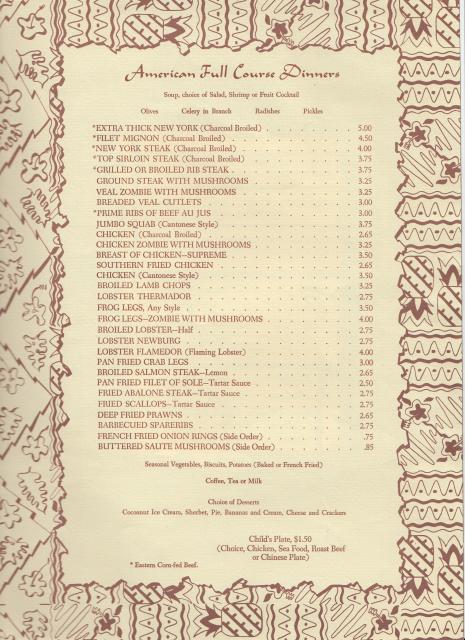 American Full Course Dinners
Soup, choice of Salad, Shrimp or Fruit Cocktail
Olives Celery in Branch Radishes Pickles
*EXTRA THICK NEW YORK (Charcoal Broiled) 5.00
*FILET MIGNON (Charcoal Broiled) 4.50
*NEW YORK STEAK (Charcoal Broiled) 4.00
*TOP SIRLOIN STEAK (Charcoal Broiled) 3.75
*GRILLED or BROILED RIB STEAK 3.75
GROUND STEAK WITH MUSHROOMS 3.25
VEAL ZOMBIE WITH MUSHROOMS 3.25
BREADED VEAL CUTLETS 3.00
*PRIME RIBS OF BEEF AU JUS 3.00
JUMBO SQUAB (Cantonese Style) 3.75
CHICKEN (Charcoal Broiled) 2.65
CHICKEN ZOMBIE WITH MUSHROOMS 3.25
BREAST OF CHICKEN—SUPREME 3.50
SOUTHERN FRIED CHICKEN 2.65
CHICKEN (Cantonese Style) 3.50
BROILED LAMB CHOPS 3.25
LOBSTER THERMADOR 2.75
FROG LEGS, Any Style 3.50
FROG LEGS—ZOMBIE WITH MUSHROOMS 4.00
BROILED LOBSTER—Half 2.75
LOBSTER NEWBURG 2.75
LOBSTER FLAMEDOR (Flaming Lobster) 4.00
PAN FRIED CRAB LEGS 3.00
BROILED SALMON STEAK—Lemon 2.65
PAN FRIED FILET OF SOLE—Tartar Sauce 2.50
FRIED ABALONE STEAK—Tartar Sauce 2.75
FRIED SCALLOPS—Tartar Sauce 2.75
DEEP FRIED PRAWNS 2.65
BARBECUED SPARERIBS 2.75
FRENCH FRIED ONION RINGS (Side Order) .75
BUTTERED SAUTE MUSHROOMS (Side Order) .85
Seasonal Vegetables, Biscuits, Potatoes (Baked or French Fried)
Coffee, Tea or Milk
Choice of Desserts
Cocoanut Ice Cream, Sherbet, Pie, Bananas and Cream, Cheese and Crackers
Child's Plate, $1.50
(Choice, Chicken, Sea Food, Roast Beef
or Chinese Plate)
* Eastern Corn-fed Beef.